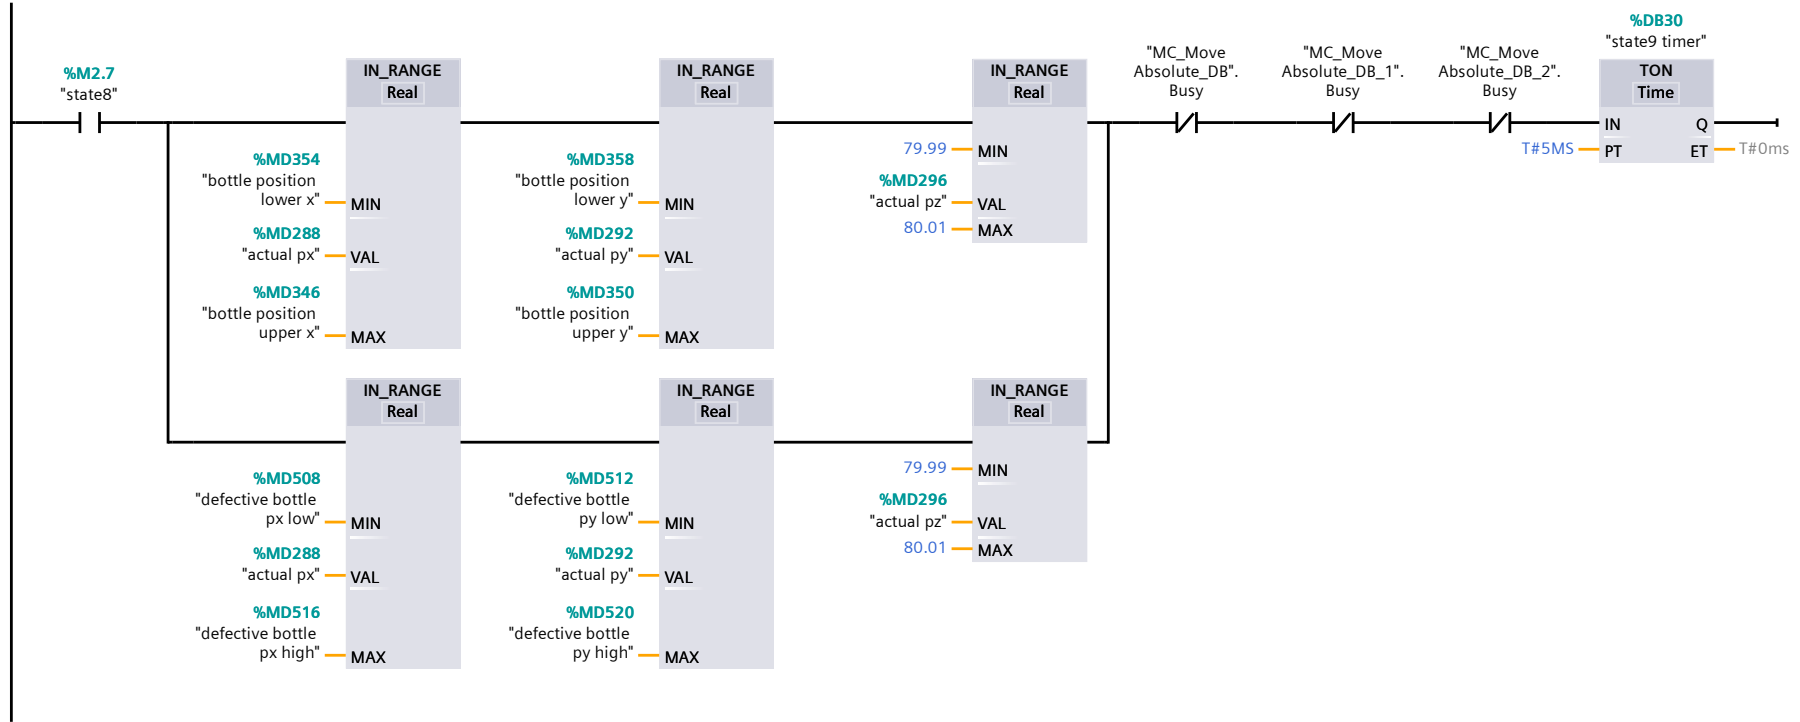 %M2.7
"state8"
IN_RANGE
Real
%MD354
"bottle position
lower x"
MIN
%MD288
"actual px"
VAL
%MD346
"bottle position
upper x"
MAX
IN_RANGE
Real
%MD358
"bottle position
lower y"
MIN
%MD292
"actual py"
VAL
%MD350
"bottle position
upper y"
MAX
IN_RANGE
Real
79.99
MIN
%MD296
"actual pz"
VAL
80.01
MAX
"MC_Move
Absolute_DB".
Busy
"MC_Move
Absolute_DB_1".
Busy
"MC_Move
Absolute_DB_2".
Busy
%DB30
"state9 timer"
TON
Time
IN
Q
T#5MS
PT
ET
T#0ms
IN_RANGE
Real
%MD508
"defective bottle
px low"
MIN
%MD288
"actual px"
VAL
%MD516
"defective bottle
px high"
MAX
IN_RANGE
Real
%MD512
"defective bottle
py low"
MIN
%MD292
"actual py"
VAL
%MD520
"defective bottle
py high"
MAX
IN_RANGE
Real
79.99
MIN
%MD296
"actual pz"
VAL
80.01
MAX